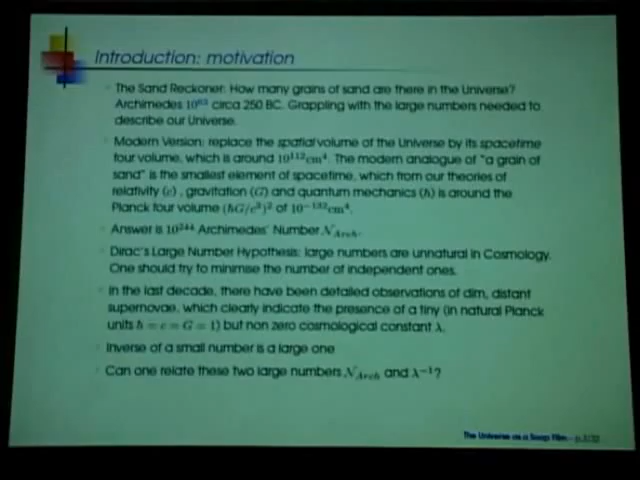 Introduction: motivation
The Sand Reckoner: How many grains of sand are there in the Universe?
Archimedes 10^63 circa 250 BC. Grappling with the large numbers needed to
describe our Universe.
Modern Version: replace the spatial volume of the Universe by its spacetime
four volume, which is around 10^112 cm^4. The modern analogue of "a grain of
sand" is the smallest element of spacetime, which from our theories of
relativity (c), gravitation (G) and quantum mechanics (ħ) is around the
Planck four volume (ħG/c^3)^2 of 10^-132 cm^4.
Answer is 10^244 Archimedes' Number N_Arch.
Dirac's Large Number Hypothesis: large numbers are unnatural in Cosmology.
One should try to minimise the number of independent ones.
In the last decade, there have been detailed observations of dim, distant
supernovae, which clearly indicate the presence of a tiny (in natural Planck
units ħ = c = G = 1) but non zero cosmological constant λ.
Inverse of a small number is a large one
Can one relate these two large numbers N_Arch and λ^-1?
The Universe as a Soap Film – p.3/32